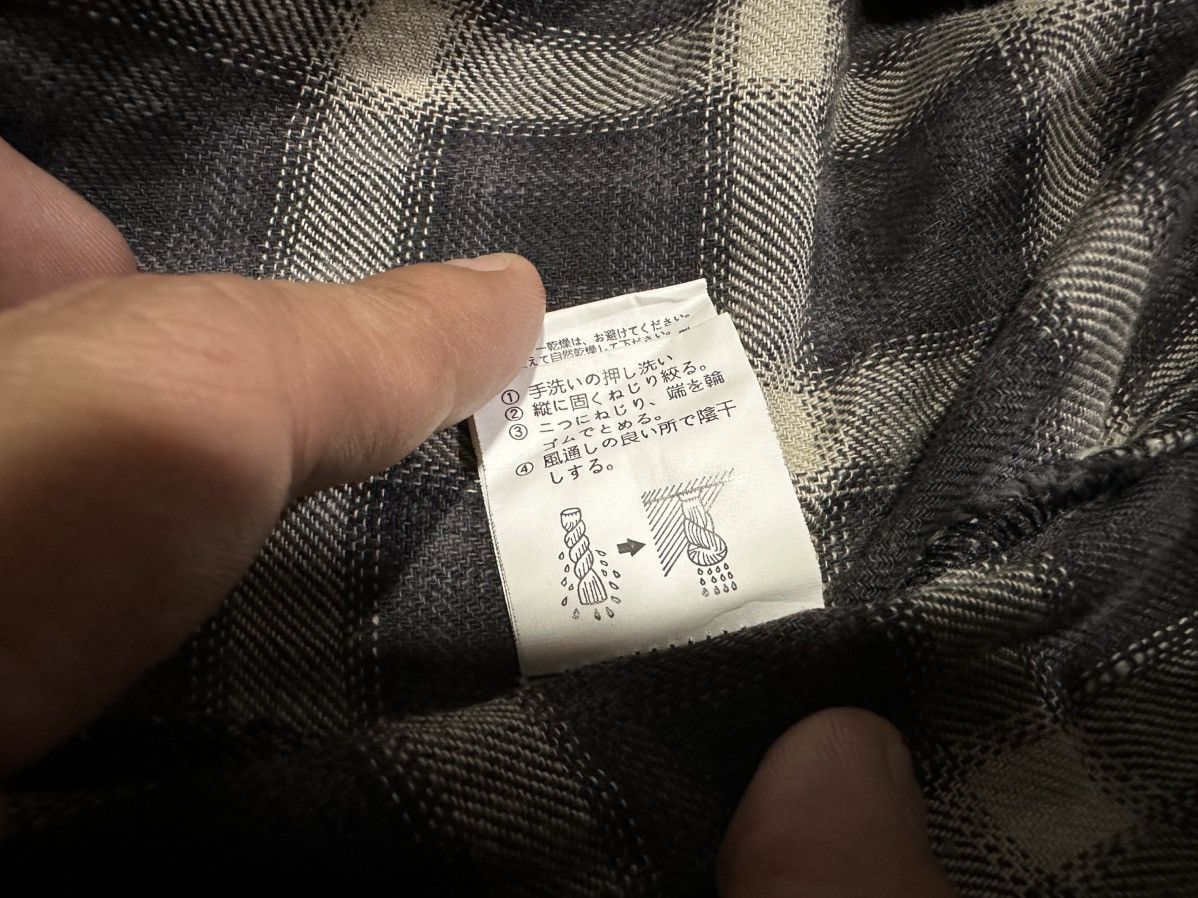 ー乾燥は、お避けてください。
えて自然乾燥して下さい。
① 手洗いの押し洗い
② 縦に固くねじり絞る。
③ 二つにねじり、端を輪
ゴムでとめる。
④ 風通しの良い所で陰干
しする。